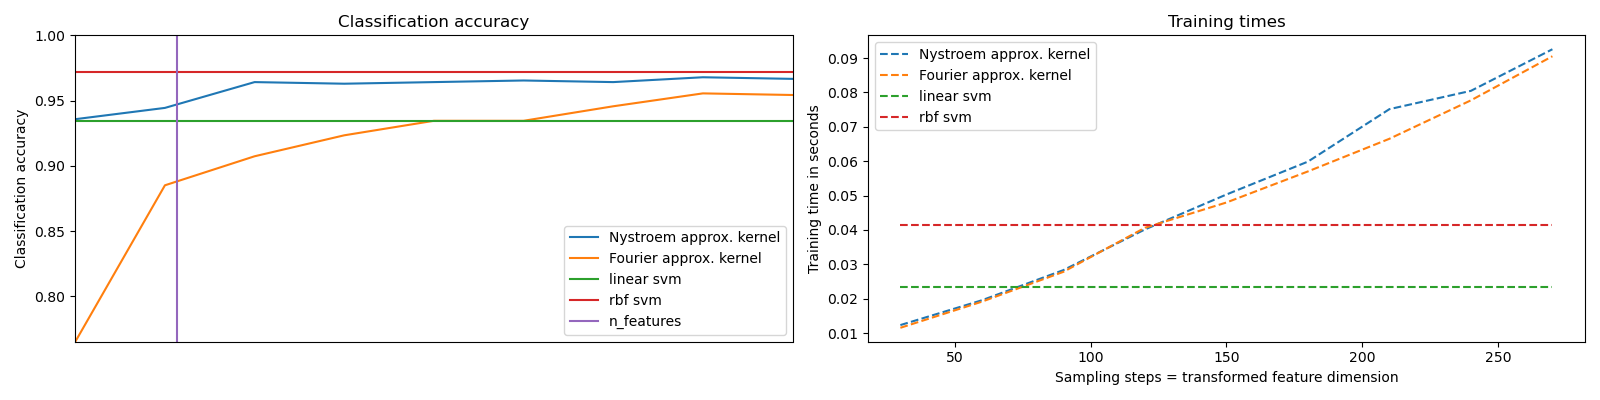 Classification accuracy
1.00
0.95
0.90
0.85
0.80
Classification accuracy
Nystroem approx. kernel
Fourier approx. kernel
linear svm
rbf svm
n_features
Training times
0.09
0.08
0.07
0.06
0.05
0.04
0.03
0.02
0.01
Training time in seconds
Nystroem approx. kernel
Fourier approx. kernel
linear svm
rbf svm
50
100
150
200
250
Sampling steps = transformed feature dimension